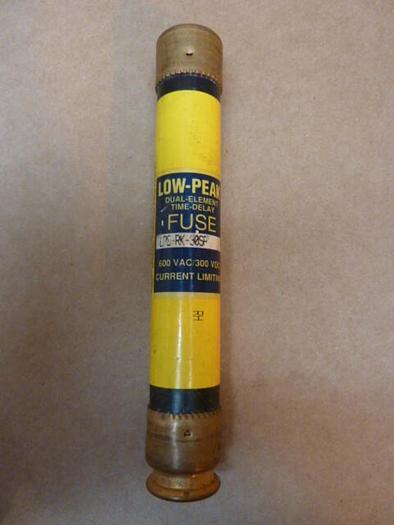 LOW-PEAK
DUAL-ELEMENT
TIME-DELAY
FUSE
LPS-RK-30SP
600 VAC/300 VDC
CURRENT LIMITING